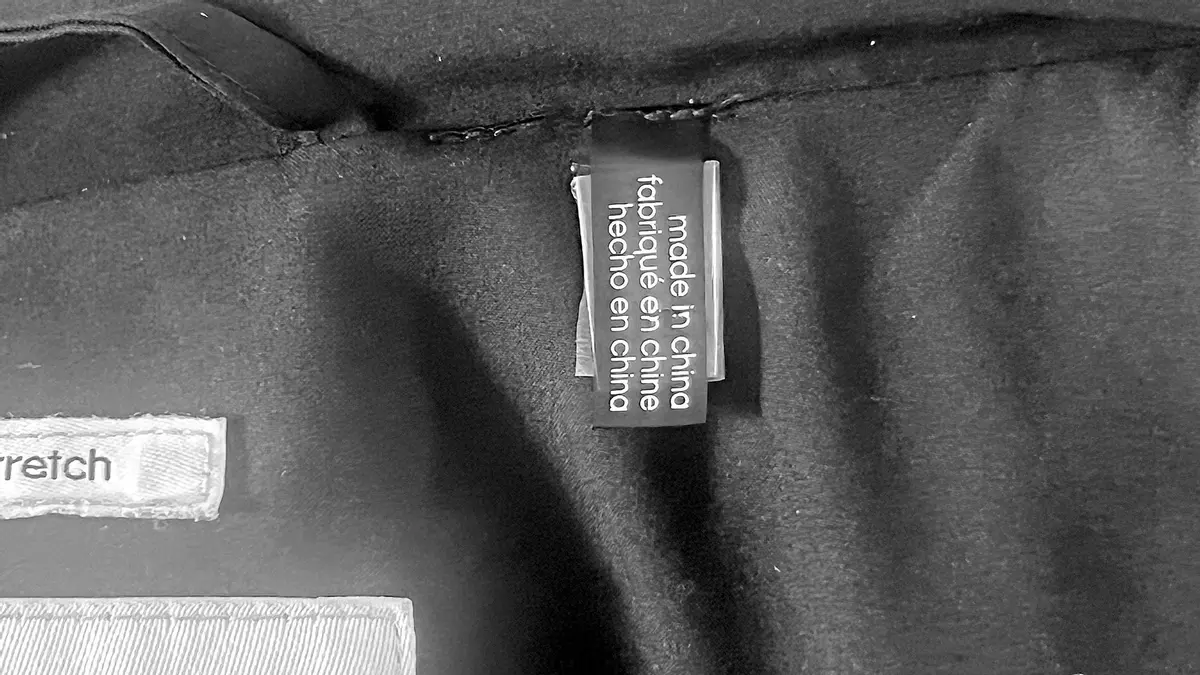 made in china
fabriqué en chine
hecho en china
rretch